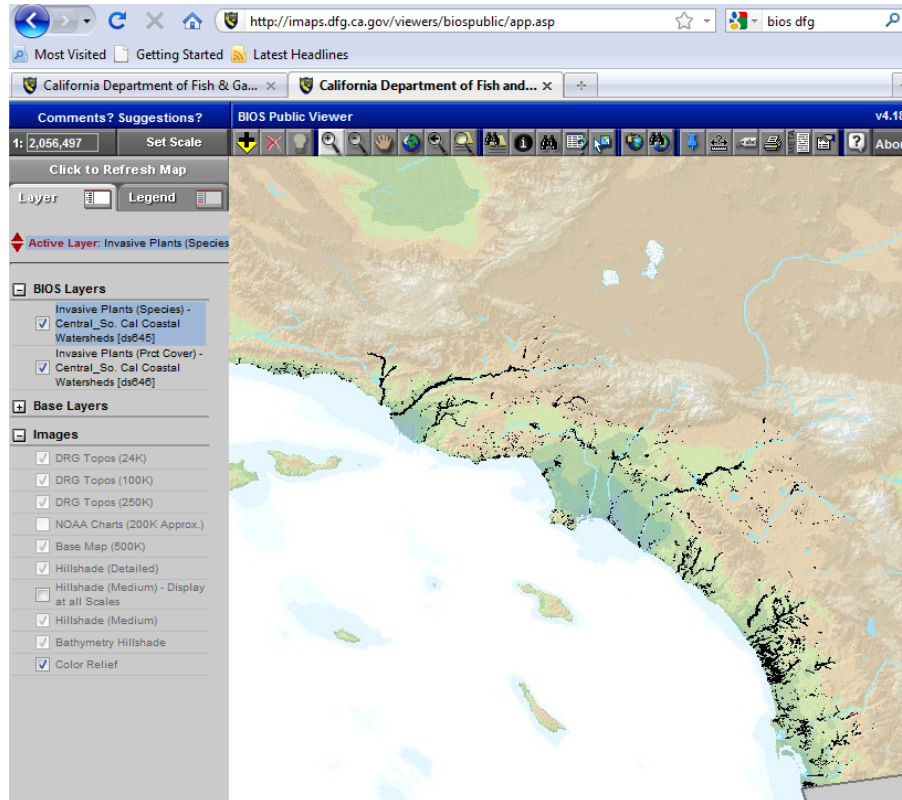 http://imaps.dfg.ca.gov/viewers/biospublic/app.asp
bios dfg
Most Visited Getting Started Latest Headlines
California Department of Fish & Ga... × California Department of Fish and... ×
Comments? Suggestions? BIOS Public Viewer v4.18
1: 2,056,497 Set Scale
Click to Refresh Map
Layer Legend
Active Layer: Invasive Plants (Species
BIOS Layers
Invasive Plants (Species) -
Central_So. Cal Coastal
Watersheds [ds645]
Invasive Plants (Prct Cover) -
Central_So. Cal Coastal
Watersheds [ds646]
Base Layers
Images
DRG Topos (24K)
DRG Topos (100K)
DRG Topos (250K)
NOAA Charts (200K Approx.)
Base Map (500K)
Hillshade (Detailed)
Hillshade (Medium) - Display
at all Scales
Hillshade (Medium)
Bathymetry Hillshade
Color Relief